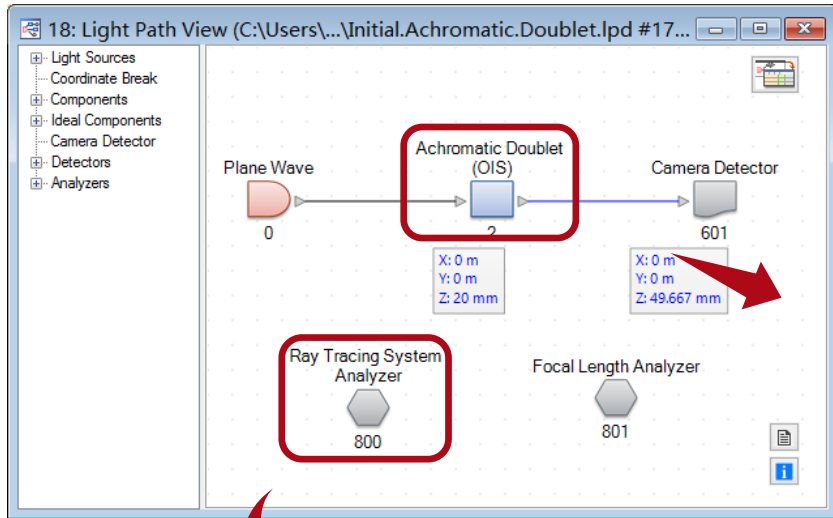 18: Light Path View (C:\Users\...\Initial.Achromatic.Doublet.lpd #17...
Light Sources
Coordinate Break
Components
Ideal Components
Camera Detector
Detectors
Analyzers
Plane Wave
0
Achromatic Doublet
(OIS)
2
X: 0 m
Y: 0 m
Z: 20 mm
Camera Detector
601
X: 0 m
Y: 0 m
Z: 49.667 mm
Ray Tracing System
Analyzer
800
Focal Length Analyzer
801